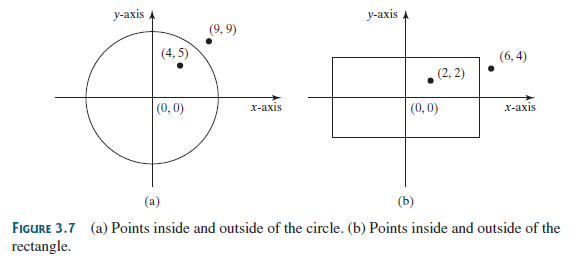 y-axis
(9, 9)
(4, 5)
(0, 0)
x-axis
(a)
y-axis
(6, 4)
(2, 2)
(0, 0)
x-axis
(b)
FIGURE 3.7 (a) Points inside and outside of the circle. (b) Points inside and outside of the
rectangle.